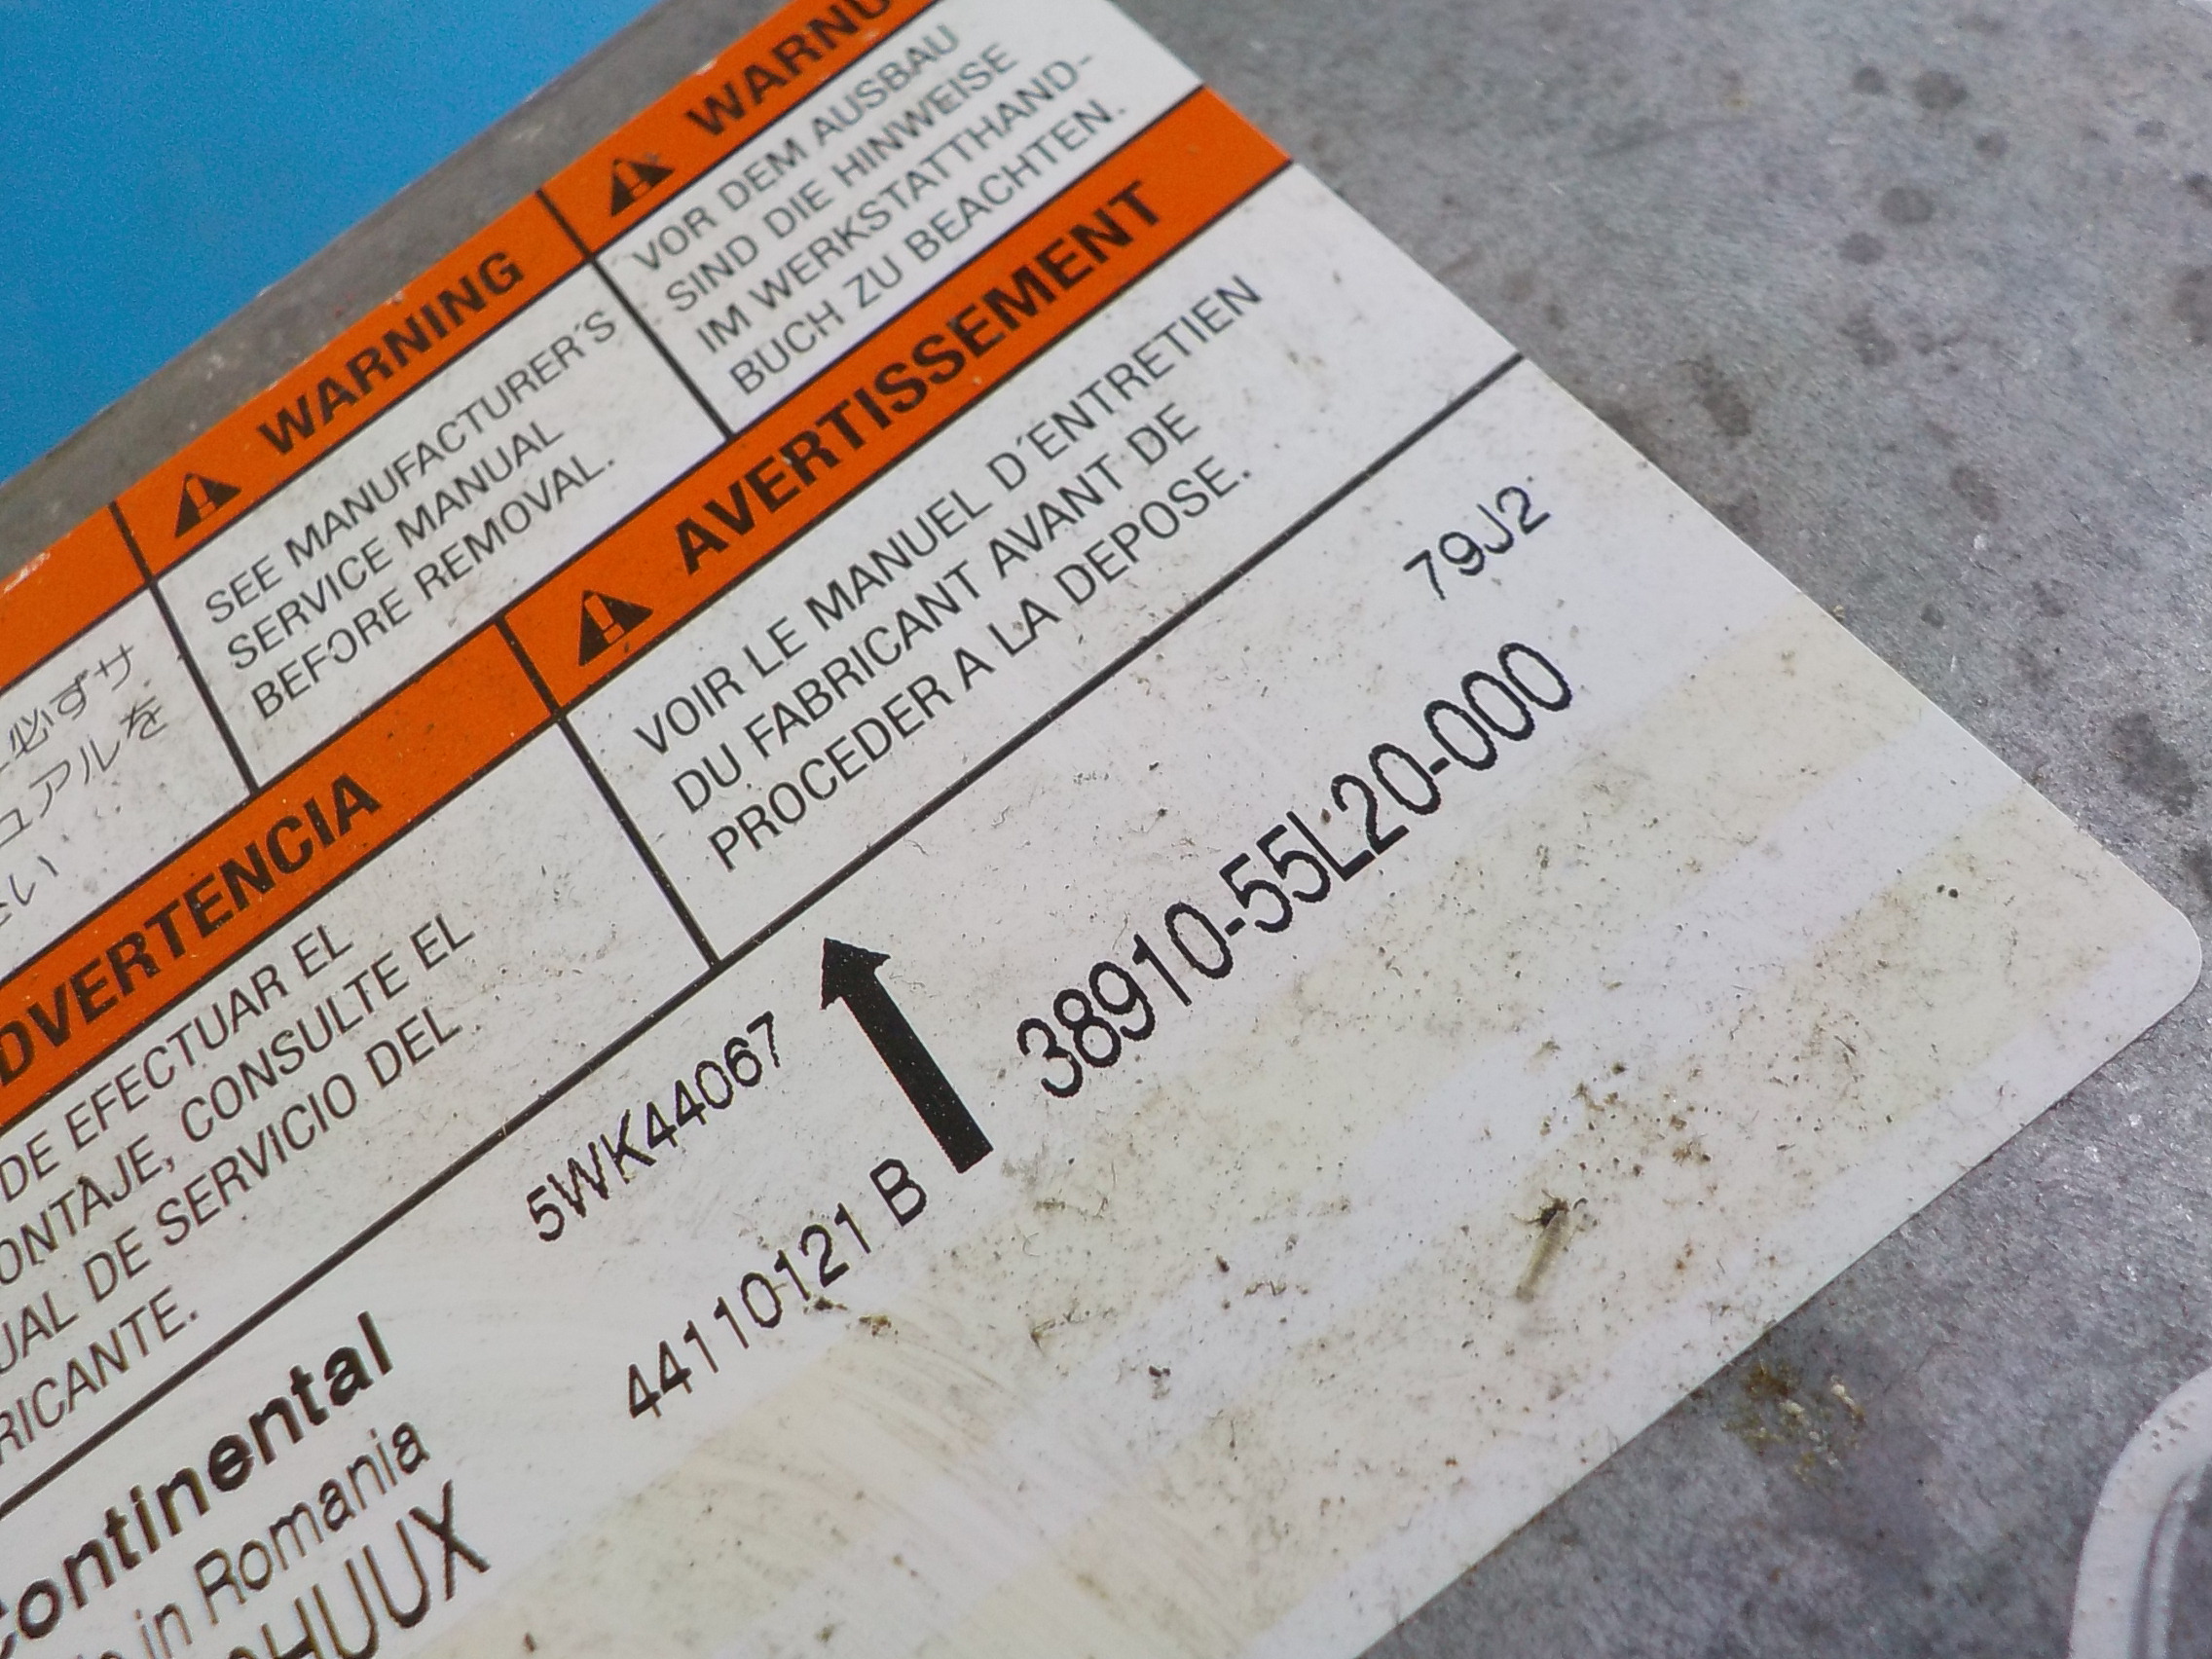 WARNING
SEE MANUFACTURER'S
SERVICE MANUAL
BEFORE REMOVAL.
VOR DEM AUSBAU
SIND DIE HINWEISE
IM WERKSTATTHAND-
BUCH ZU BEACHTEN.
必ずサ
ュアルを
さい
DVERTENCIA
DE EFECTUAR EL
ONTAJE, CONSULTE EL
UAL DE SERVICIO DEL
RICANTE.
AVERTISSEMENT
VOIR LE MANUEL D'ENTRETIEN
DU FABRICANT AVANT DE
PROCEDER A LA DEPOSE.
79J2
5WK44067
38910-55L20-000
44110121 B
ontinental
in Romania
HUUX